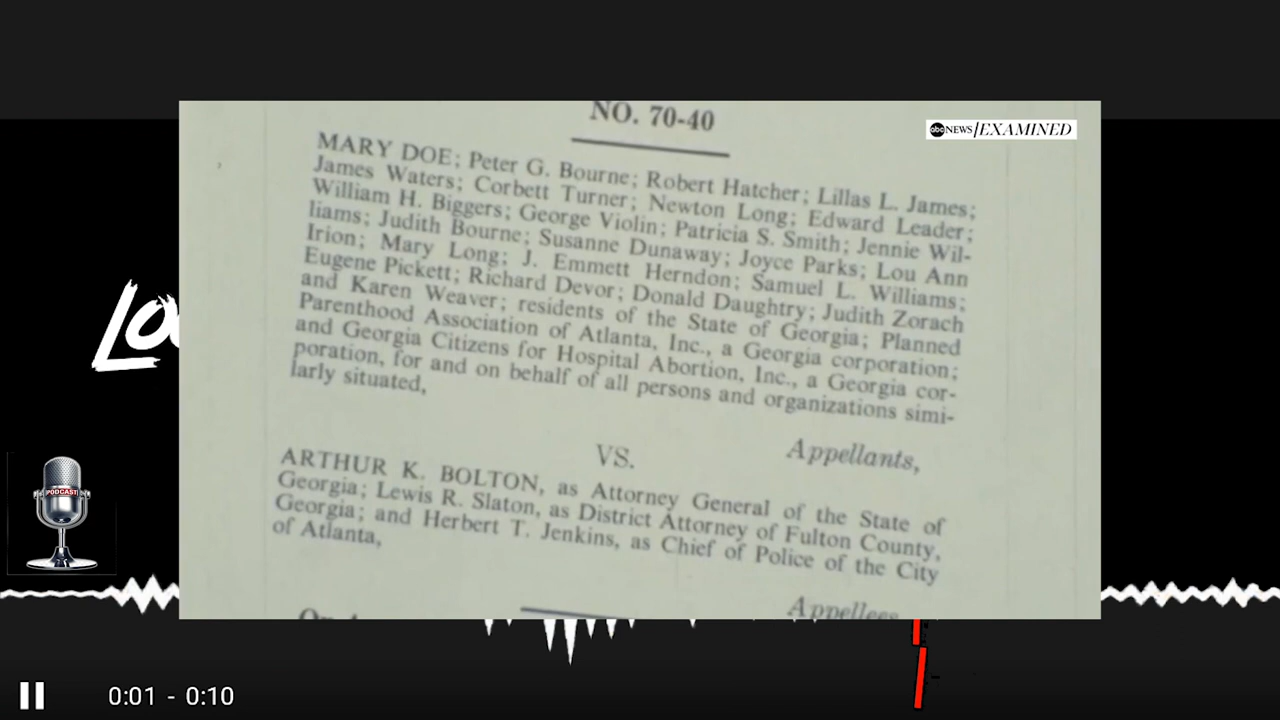 NO. 70-40
abc NEWS/EXAMINED
MARY DOE; Peter G. Bourne; Robert Hatcher; Lillas L. James;
James Waters; Corbett Turner; Newton Long; Edward Leader;
William H. Biggers; George Violin; Patricia S. Smith; Jennie Wil-
liams; Judith Bourne; Susanne Dunaway; Joyce Parks; Lou Ann
Irion; Mary Long; J. Emmett Herndon; Samuel L. Williams;
Eugene Pickett; Richard Devor; Donald Daughtry; Judith Zorach
and Karen Weaver; residents of the State of Georgia; Planned
Parenthood Association of Atlanta, Inc., a Georgia corporation;
and Georgia Citizens for Hospital Abortion, Inc., a Georgia cor-
poration, for and on behalf of all persons and organizations simi-
larly situated,
Appellants,
VS.
ARTHUR K. BOLTON, as Attorney General of the State of
Georgia; Lewis R. Slaton, as District Attorney of Fulton County,
Georgia; and Herbert T. Jenkins, as Chief of Police of the City
of Atlanta,
Appellees
PODCAST
0:01 - 0:10